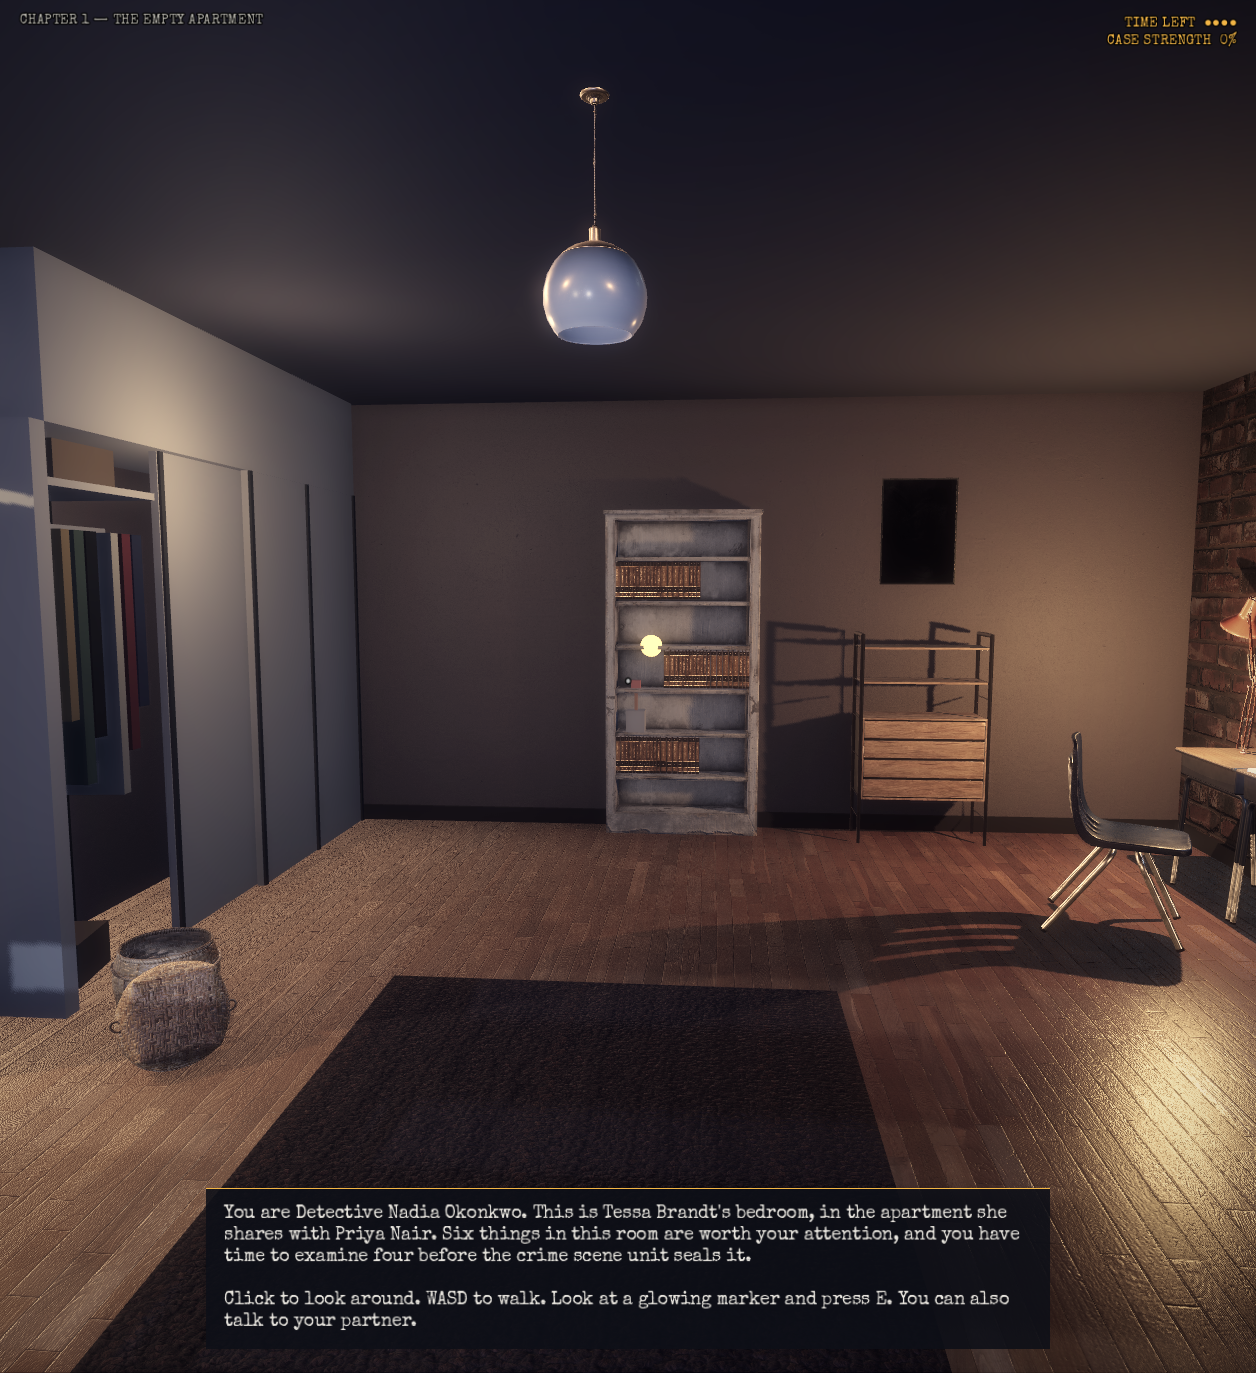 CHAPTER 1 — THE EMPTY APARTMENT
TIME LEFT ●●●●
CASE STRENGTH 0%
You are Detective Nadia Okonkwo. This is Tessa Brandt's bedroom, in the apartment she
shares with Priya Nair. Six things in this room are worth your attention, and you have
time to examine four before the crime scene unit seals it.
Click to look around. WASD to walk. Look at a glowing marker and press E. You can also
talk to your partner.